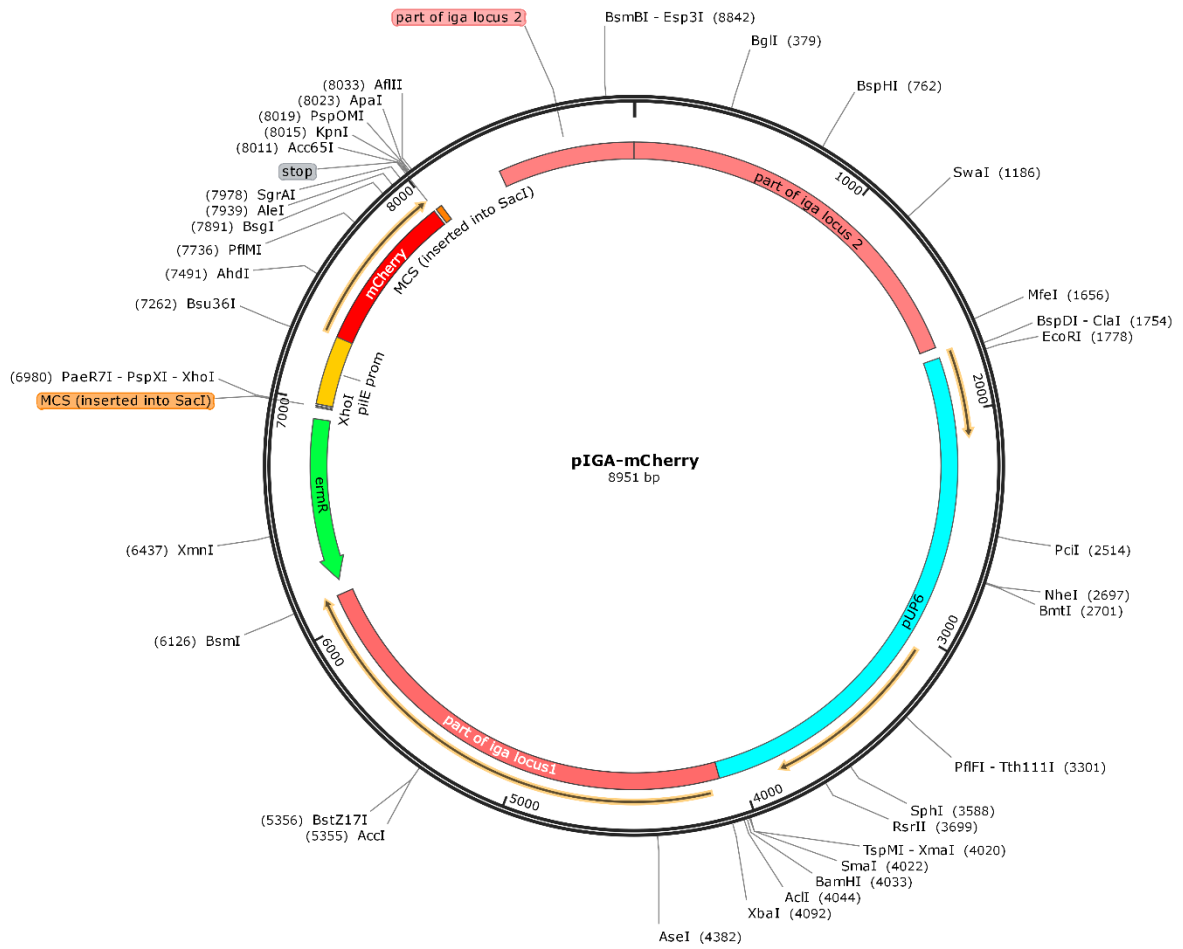 part of iga locus 2
BsmBI - Esp3I (8842)
BglI (379)
BspHI (762)
SwaI (1186)
MfeI (1656)
BspDI - ClaI (1754)
EcoRI (1778)
PciI (2514)
NheI (2697)
BmtI (2701)
PflFI - Tth111I (3301)
SphI (3588)
RsrII (3699)
TspMI - XmaI (4020)
SmaI (4022)
BamHI (4033)
AclI (4044)
XbaI (4092)
AseI (4382)
(5355) AccI
(5356) BstZ17I
(6126) BsmI
(6437) XmnI
MCS (inserted into SacI)
(6980) PaeR7I - PspXI - XhoI
(7262) Bsu36I
(7491) AhdI
(7736) PflMI
(7891) BsgI
(7939) AleI
(7978) SgrAI
stop
(8011) Acc65I
(8015) KpnI
(8019) PspOMI
(8023) ApaI
(8033) AflII
1000
2000
3000
4000
5000
6000
7000
8000
part of iga locus 2
pUP6
part of iga locus1
ermR
XhoI
pilE prom
mCherry
MCS (inserted into SacI)
pIGA-mCherry
8951 bp